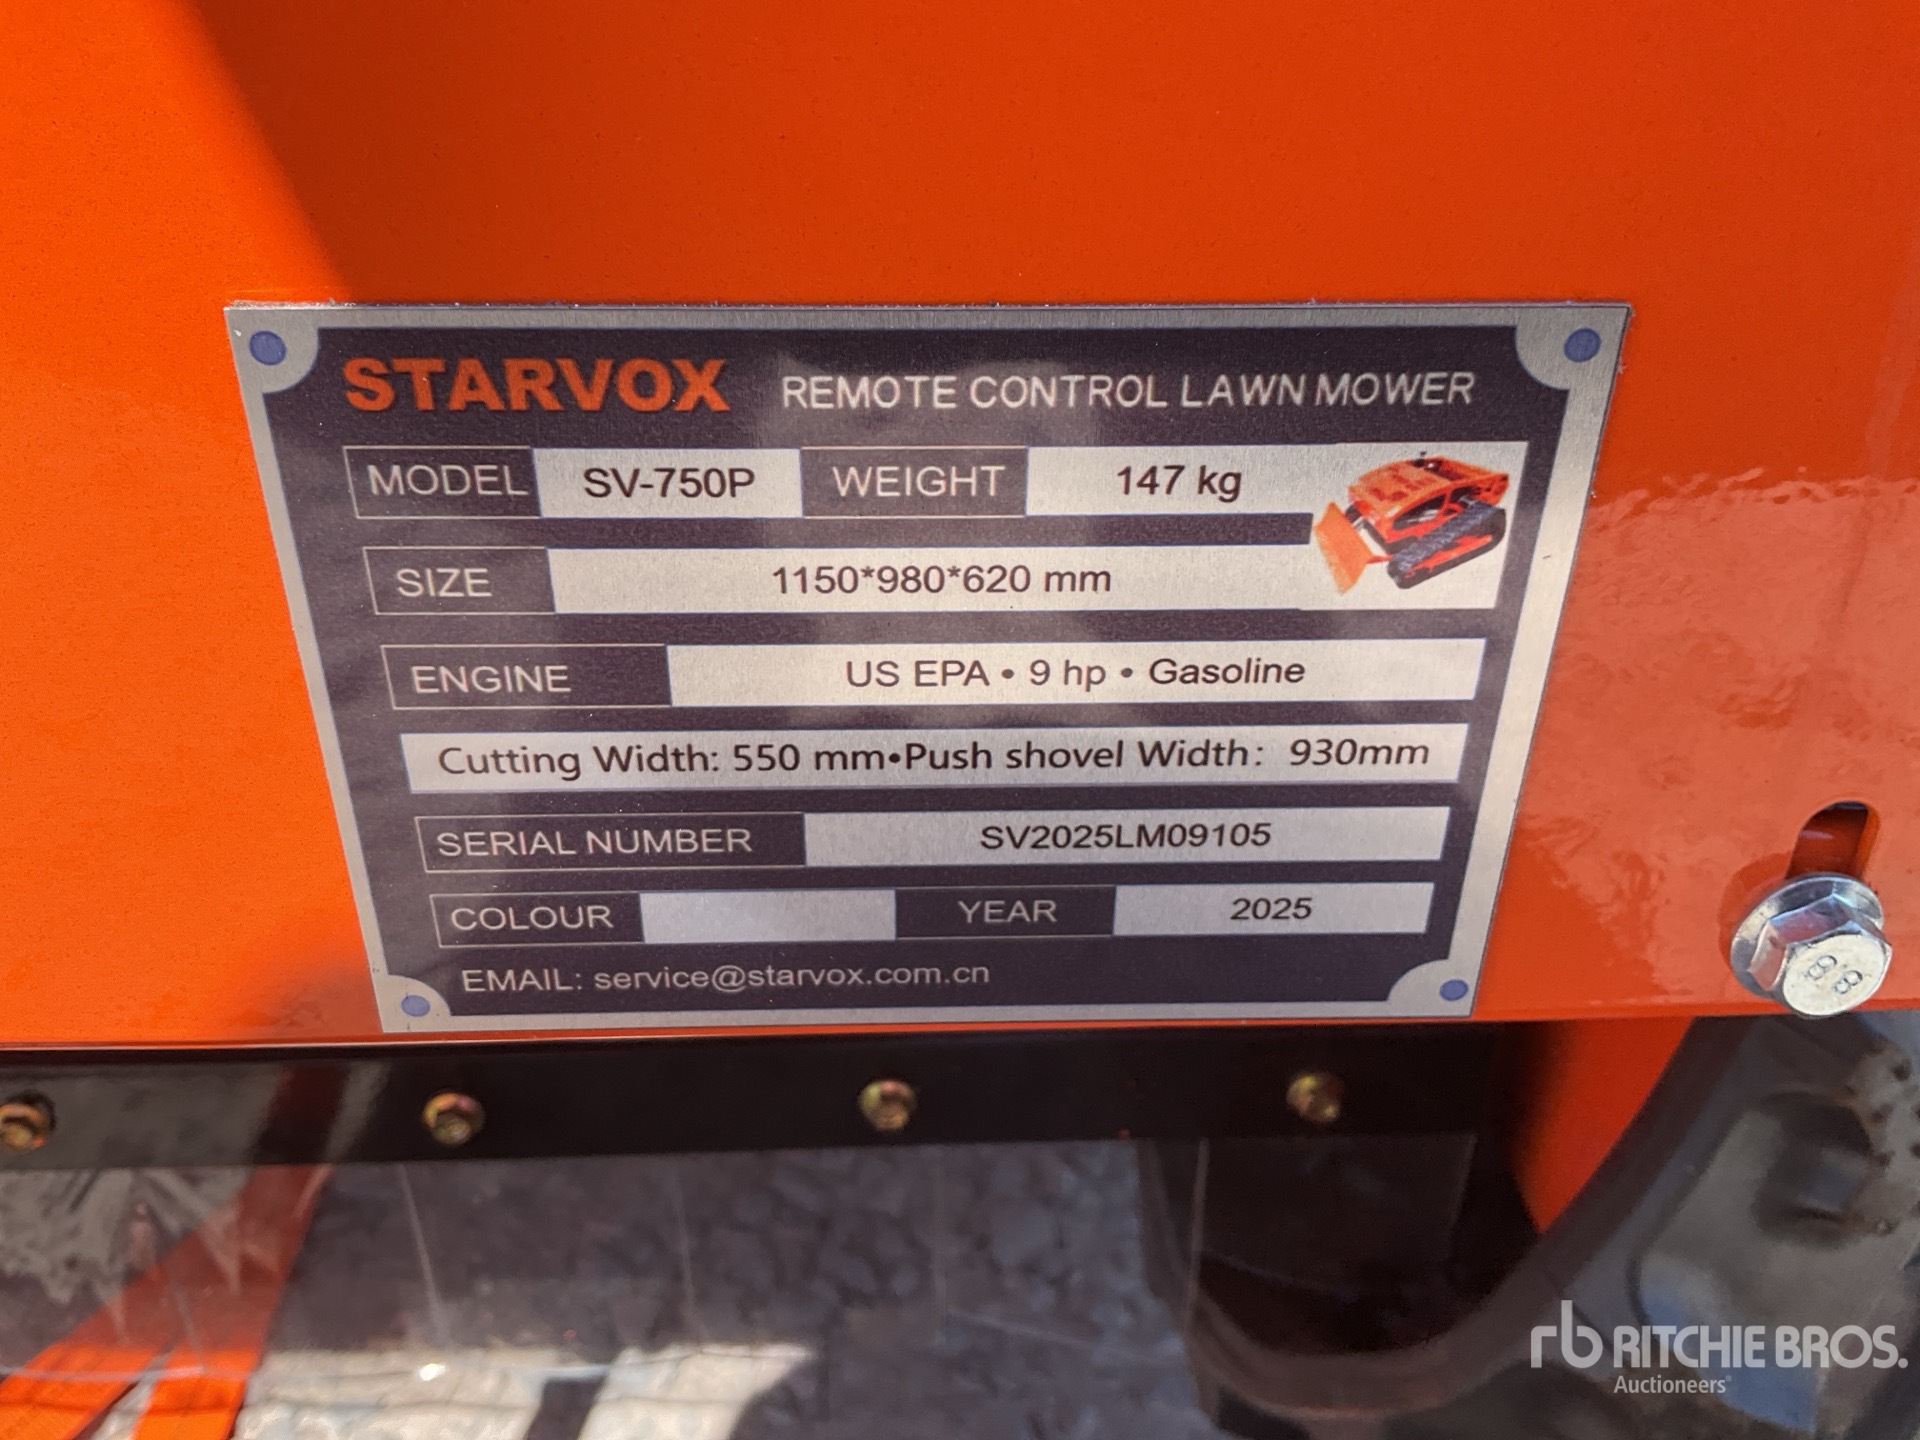 STARVOX REMOTE CONTROL LAWN MOWER
MODEL SV-750P WEIGHT 147 kg
SIZE 1150*980*620 mm
ENGINE US EPA • 9 hp • Gasoline
Cutting Width: 550 mm•Push shovel Width: 930mm
SERIAL NUMBER SV2025LM09105
COLOUR YEAR 2025
EMAIL: service@starvox.com.cn
8.8
rb RITCHIE BROS.
Auctioneers®